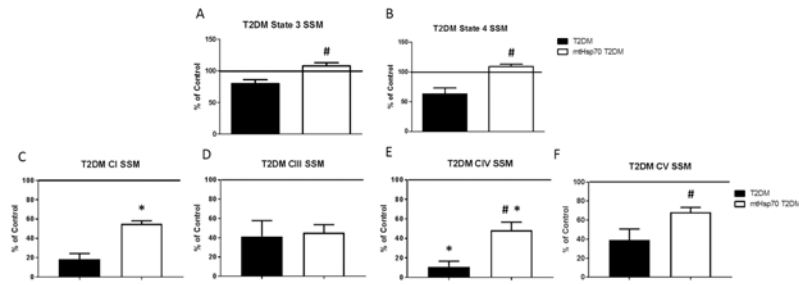 A
T2DM State 3 SSM
% of Control
150
100
50
0
#
B
T2DM State 4 SSM
% of Control
150
100
50
0
#
T2DM
mtHsp70 T2DM
C
T2DM CI SSM
% of Control
100
80
60
40
20
0
*
D
T2DM CIII SSM
% of Control
100
80
60
40
20
0
E
T2DM CIV SSM
% of Control
100
80
60
40
20
0
*
# *
F
T2DM CV SSM
% of Control
100
80
60
40
20
0
#
T2DM
mtHsp70 T2DM